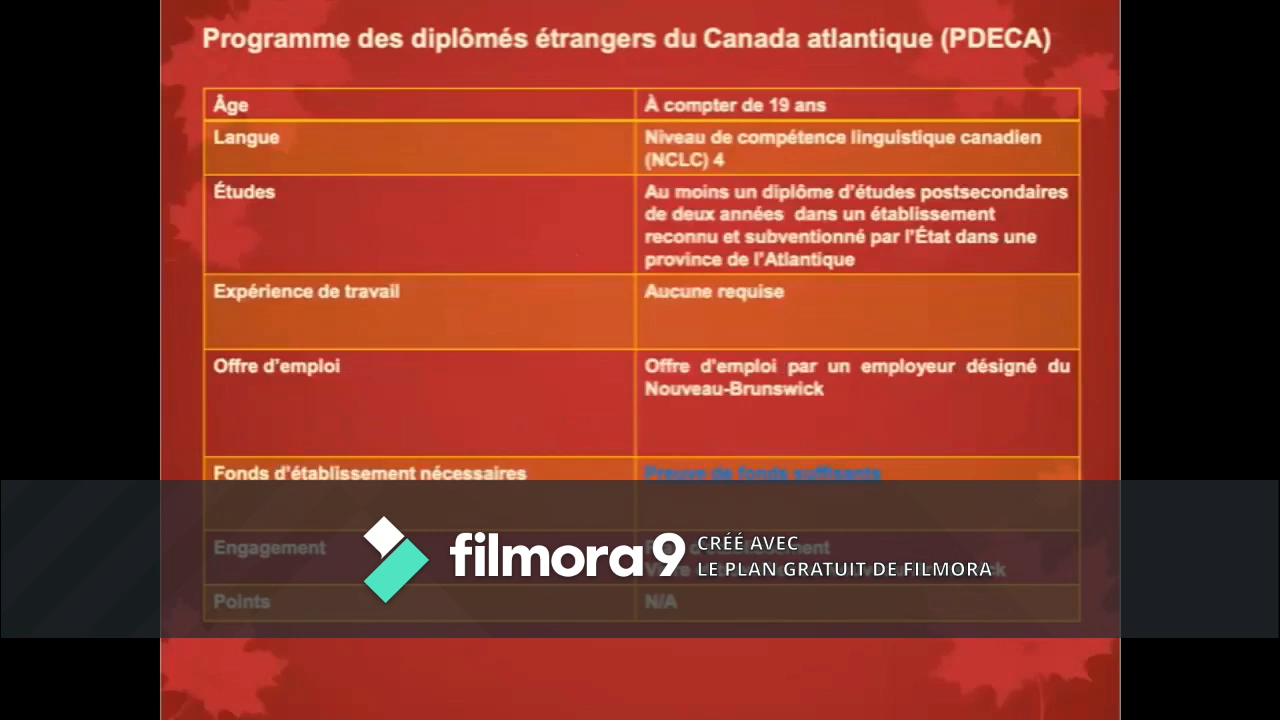 Programme des diplômés étrangers du Canada atlantique (PDECA)
Âge
À compter de 19 ans
Langue
Niveau de compétence linguistique canadien
(NCLC) 4
Études
Au moins un diplôme d'études postsecondaires
de deux années dans un établissement
reconnu et subventionné par l'État dans une
province de l'Atlantique
Expérience de travail
Aucune requise
Offre d'emploi
Offre d'emploi par un employeur désigné du
Nouveau-Brunswick
Fonds d'établissement nécessaires
Preuve de fonds suffisants
Engagement
Points
N/A
filmora9
CRÉÉ AVEC
LE PLAN GRATUIT DE FILMORA